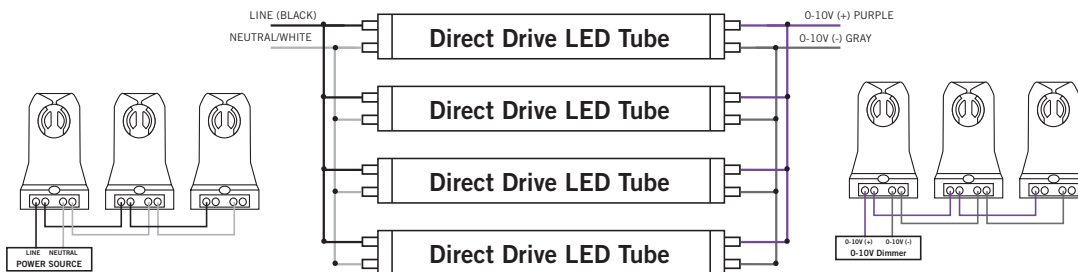 LINE (BLACK)
0-10V (+) PURPLE
NEUTRAL/WHITE
0-10V (-) GRAY
Direct Drive LED Tube
Direct Drive LED Tube
Direct Drive LED Tube
Direct Drive LED Tube
LINE NEUTRAL
POWER SOURCE
0-10V (+) 0-10V (-)
0-10V Dimmer